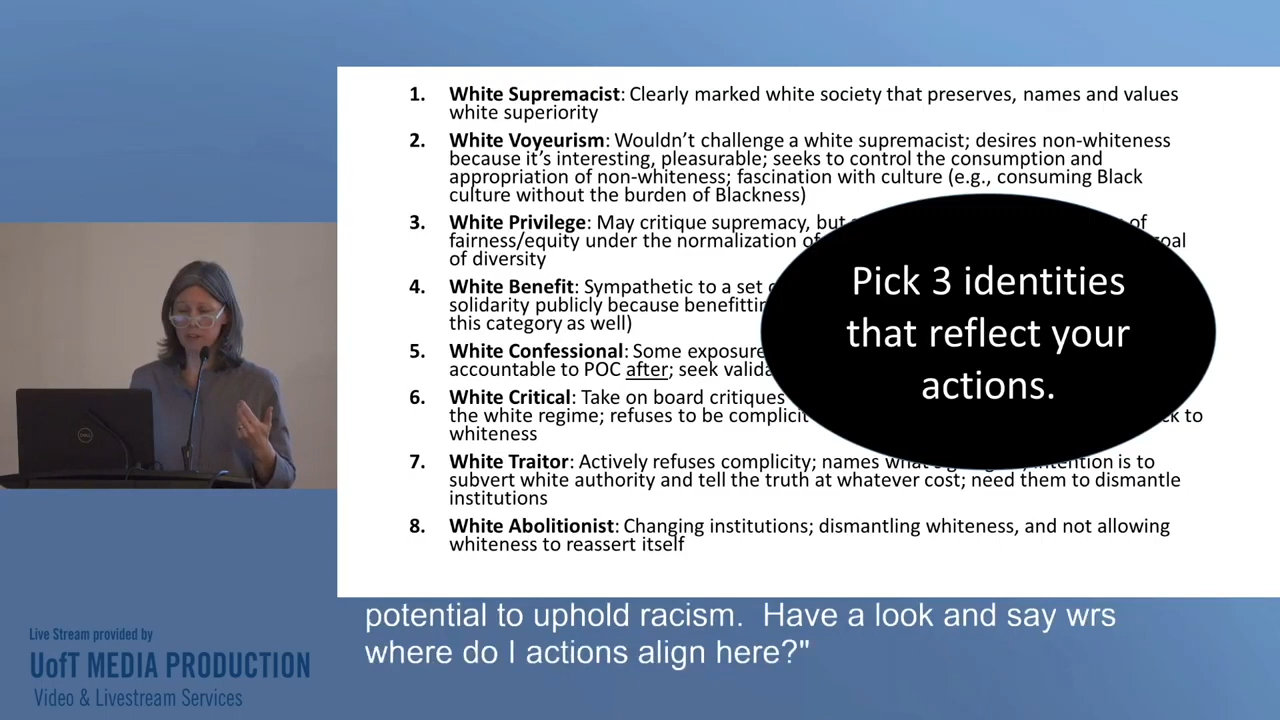 1. White Supremacist: Clearly marked white society that preserves, names and values
white superiority
2. White Voyeurism: Wouldn't challenge a white supremacist; desires non-whiteness
because it's interesting, pleasurable; seeks to control the consumption and
appropriation of non-whiteness; fascination with culture (e.g., consuming Black
culture without the burden of Blackness)
3. White Privilege: May critique supremacy, but of
fairness/equity under the normalization
of diversity
4. White Benefit: Sympathetic to a set
solidarity publicly because
this category as well)
5. White Confessional: Some
accountable to POC after; seek
6. White Critical: Take on board critiques
the white regime; refuses to be complicit to
whiteness
7. White Traitor: Actively refuses complicity; names is to
subvert white authority and tell the truth at whatever cost; need them to dismantle
institutions
8. White Abolitionist: Changing institutions; dismantling whiteness, and not allowing
whiteness to reassert itself
Pick 3 identities
that reflect your
actions.
DELL
potential to uphold racism. Have a look and say wrs
where do I actions align here?"
Live Stream provided by
UofT MEDIA PRODUCTION
Video & Livestream Services